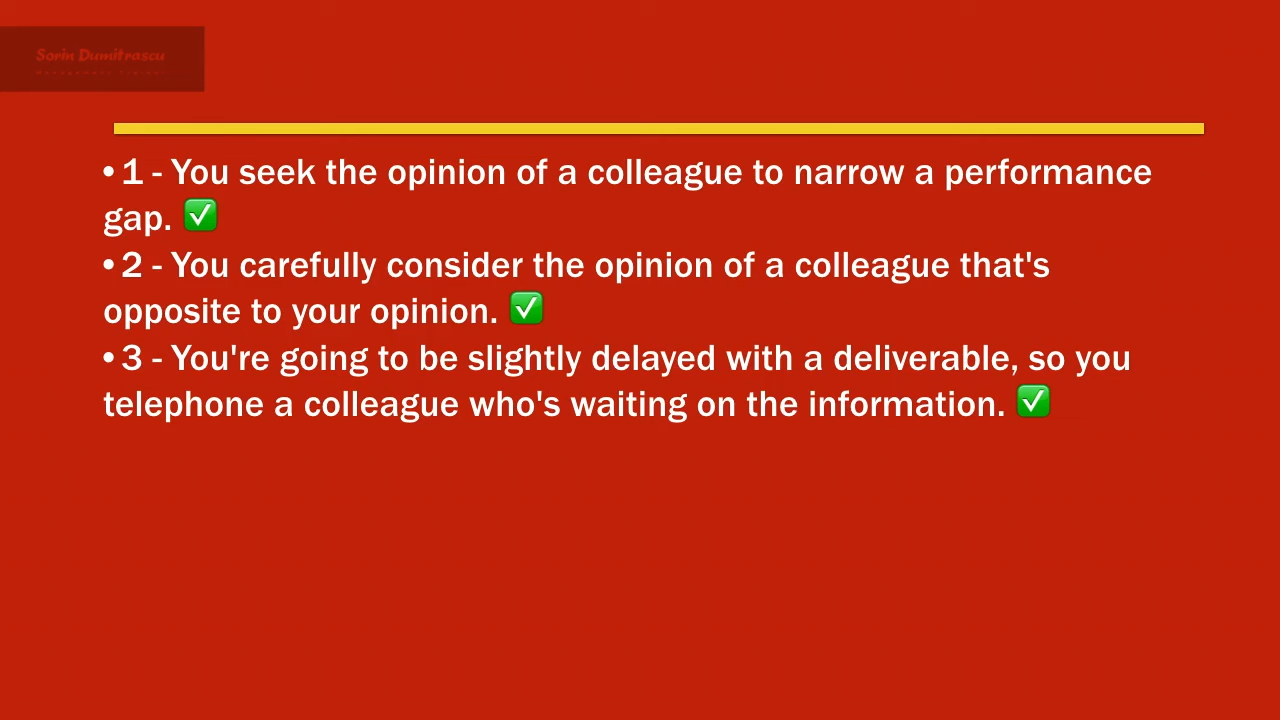 Sorin Dumitrascu
• 1 - You seek the opinion of a colleague to narrow a performance
gap. ✅
• 2 - You carefully consider the opinion of a colleague that's
opposite to your opinion. ✅
• 3 - You're going to be slightly delayed with a deliverable, so you
telephone a colleague who's waiting on the information. ✅